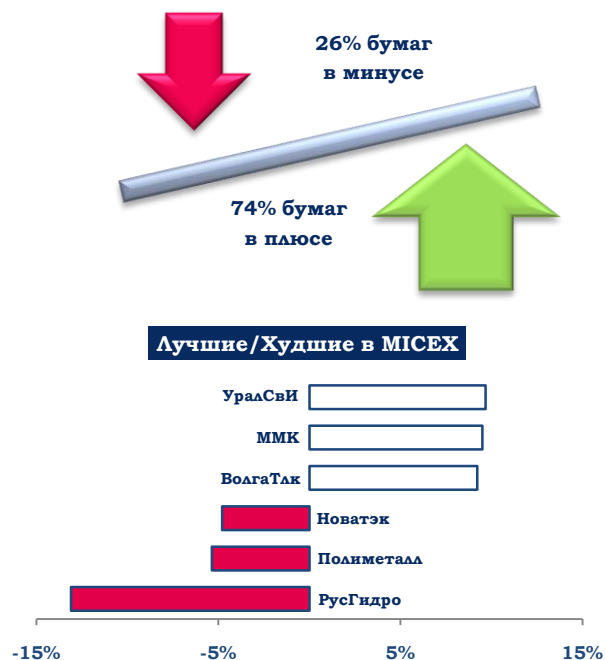 26% бумаг
в минусе
74% бумаг
в плюсе
Лучшие/Худшие в MICEX
УралСвИ
ММК
ВолгаТлк
Новатэк
Полиметалл
РусГидро
-15% -5% 5% 15%